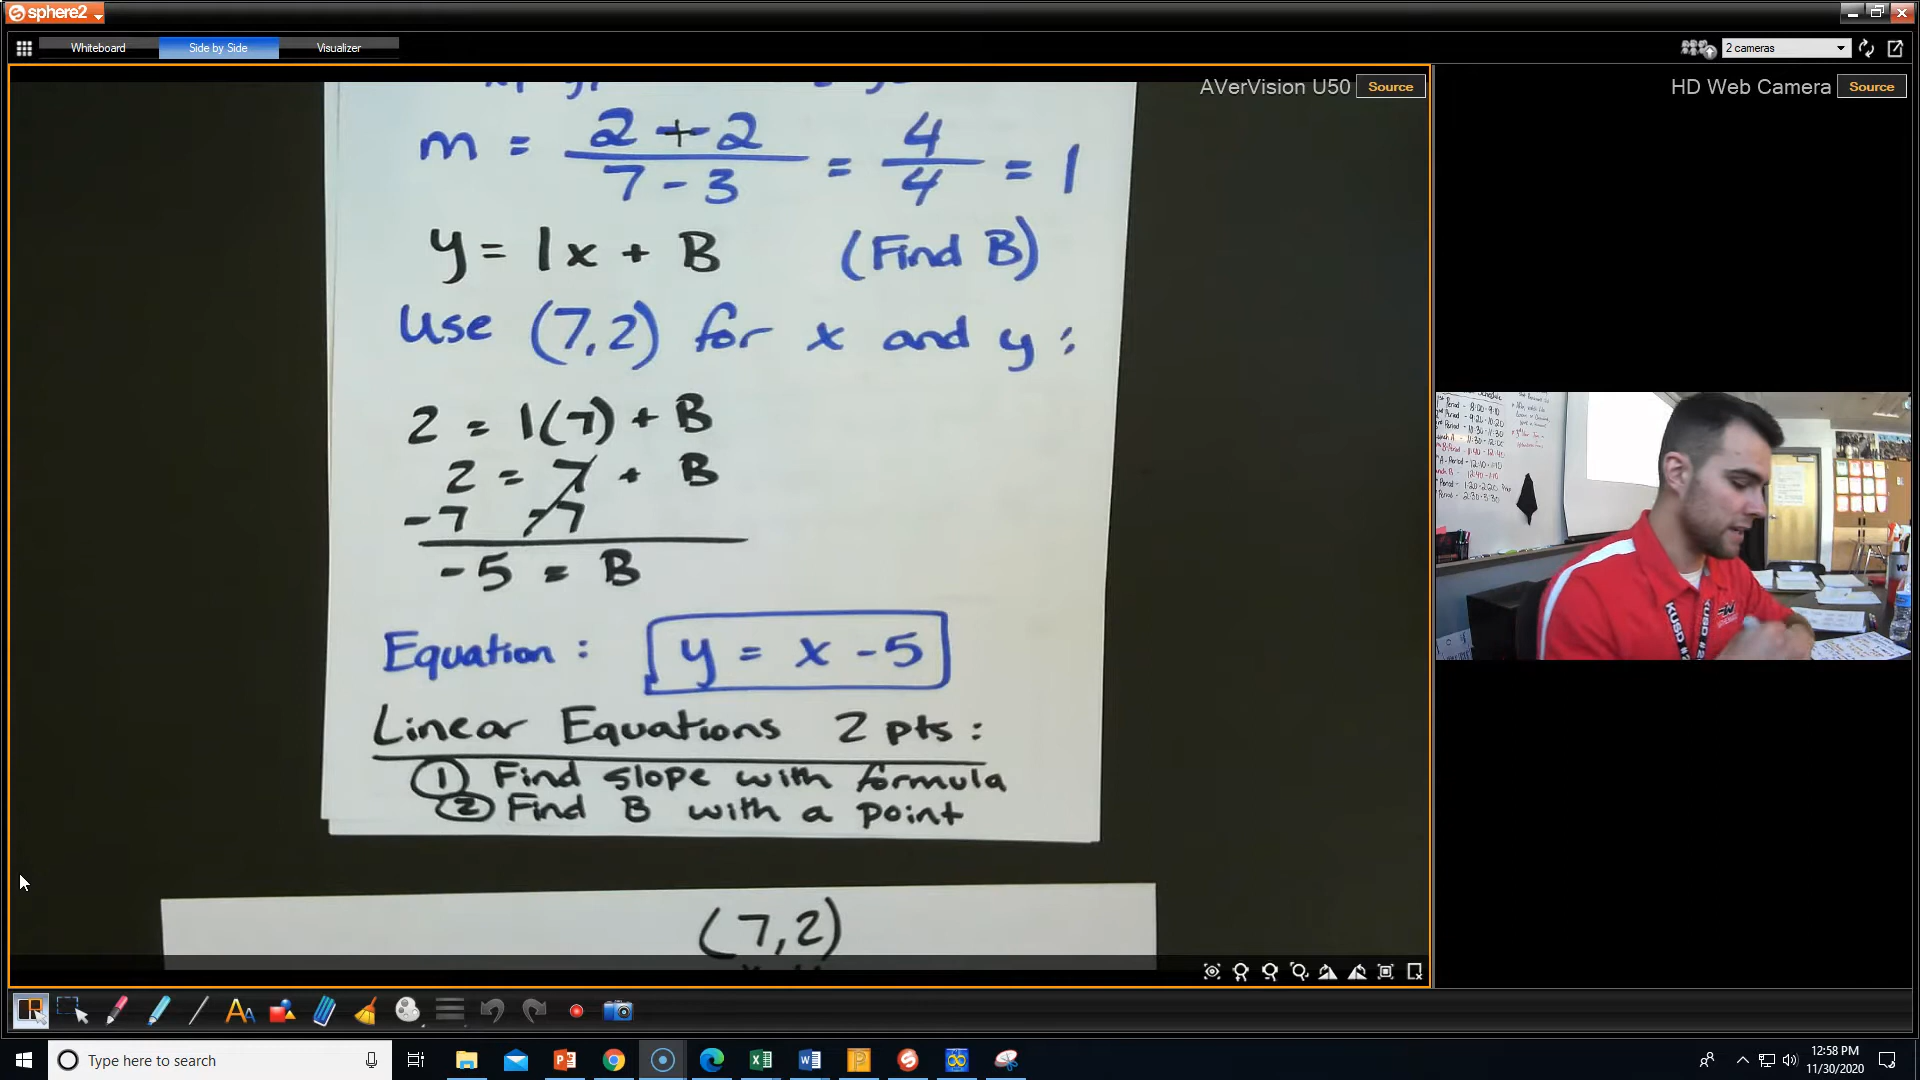 sphere2
Whiteboard
Side by Side
Visualizer
2 cameras
AVerVision U50
Source
HD Web Camera
Source
m = 2 +-2 / 7 - 3 = 4 / 4 = 1
y = 1x + B (Find B)
Use (7,2) for x and y :
2 = 1(7) + B
2 = 7 + B
-7 -7
-5 = B
Equation : y = x - 5
Linear Equations 2 pts :
① Find slope with formula
② Find B with a point
(7,2)
KUSD
Type here to search
12:58 PM
11/30/2020